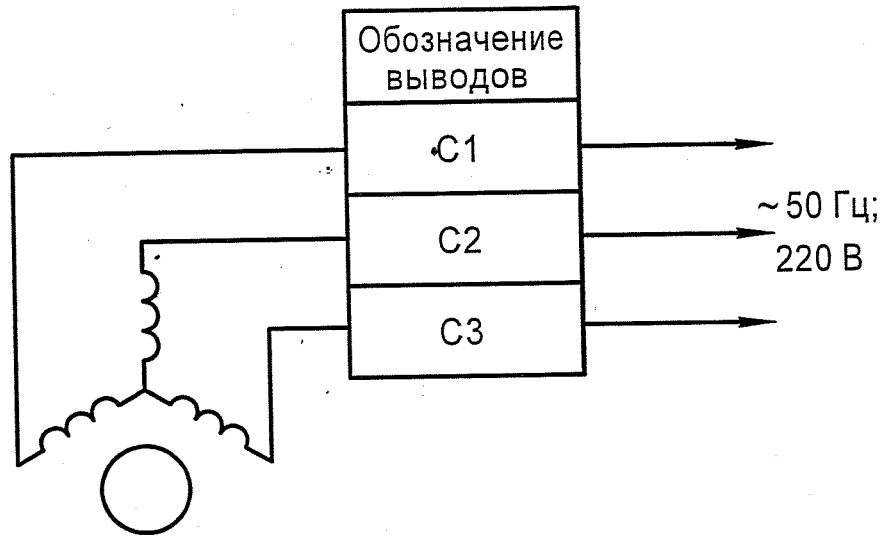 Обозначение
выводов
С1
С2
С3
~ 50 Гц;
220 В